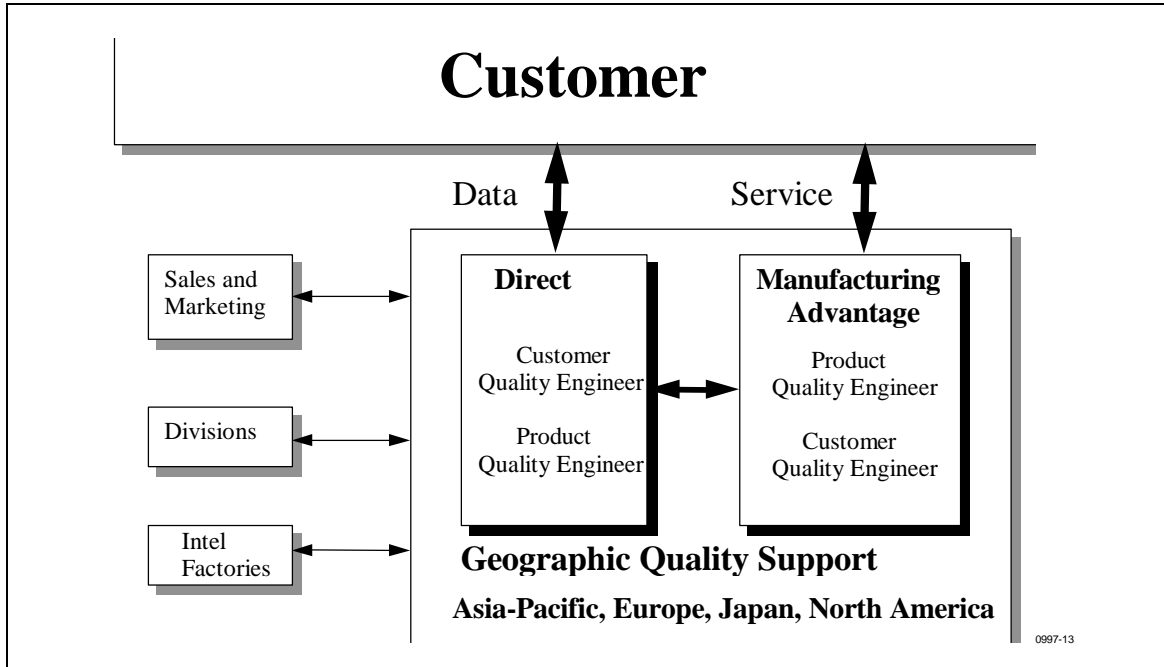 Customer
Data
Service
Sales and
Marketing
Divisions
Intel
Factories
Direct
Customer
Quality Engineer
Product
Quality Engineer
Manufacturing
Advantage
Product
Quality Engineer
Customer
Quality Engineer
Geographic Quality Support
Asia-Pacific, Europe, Japan, North America
0997-13